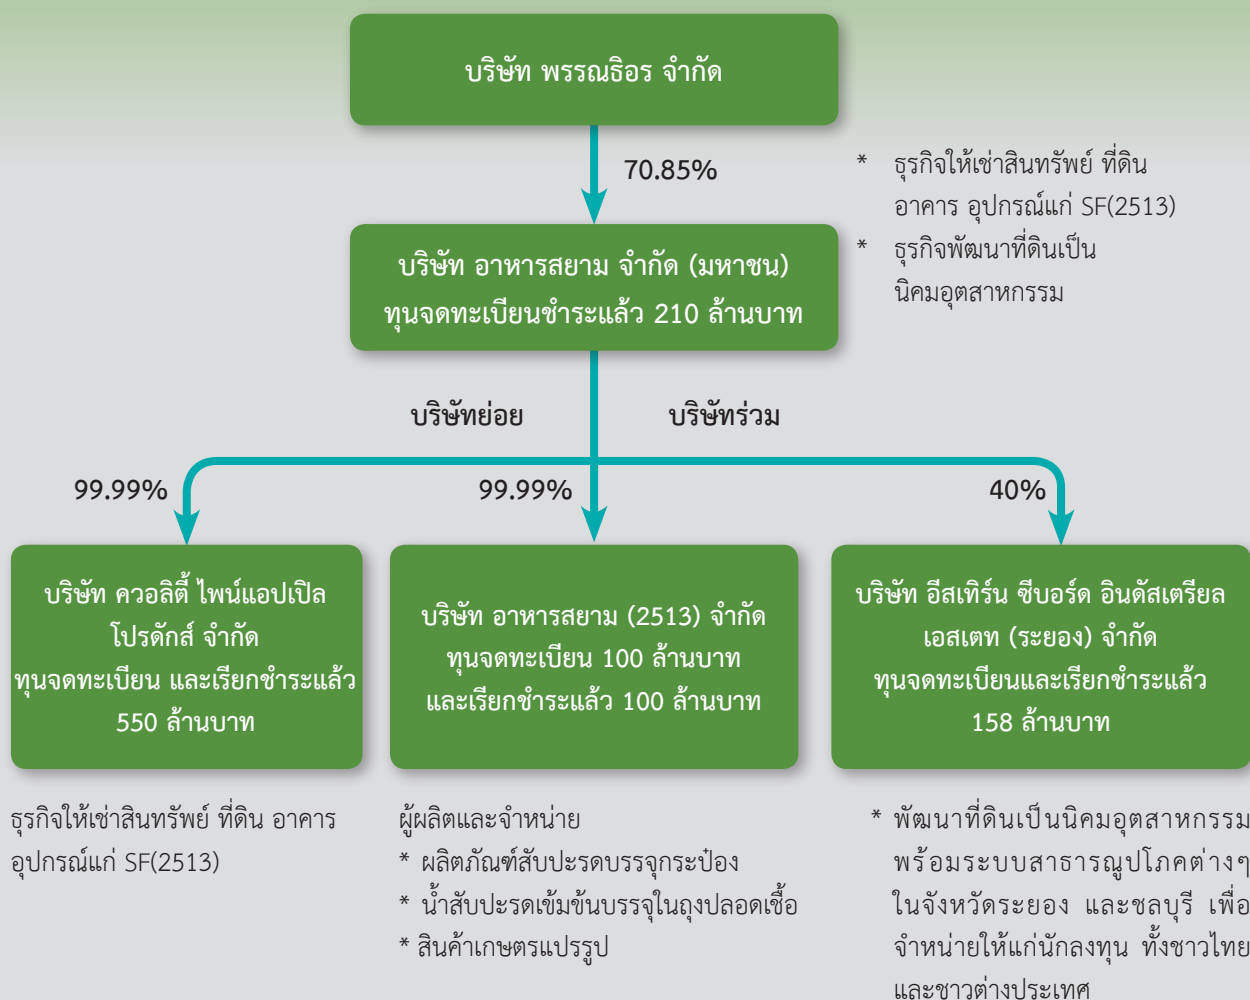 บริษัท พรรณธิอร จำกัด
70.85%
* ธุรกิจให้เช่าสินทรัพย์ ที่ดิน
อาคาร อุปกรณ์แก่ SF(2513)
* ธุรกิจพัฒนาที่ดินเป็น
นิคมอุตสาหกรรม
บริษัท อาหารสยาม จำกัด (มหาชน)
ทุนจดทะเบียนชำระแล้ว 210 ล้านบาท
บริษัทย่อย
บริษัทร่วม
99.99%
99.99%
40%
บริษัท ควอลิตี้ ไพน์แอปเปิล
โปรดักส์ จำกัด
ทุนจดทะเบียน และเรียกชำระแล้ว
550 ล้านบาท
บริษัท อาหารสยาม (2513) จำกัด
ทุนจดทะเบียน 100 ล้านบาท
และเรียกชำระแล้ว 100 ล้านบาท
บริษัท อีสเทิร์น ซีบอร์ด อินดัสเตรียล
เอสเตท (ระยอง) จำกัด
ทุนจดทะเบียนและเรียกชำระแล้ว
158 ล้านบาท
ธุรกิจให้เช่าสินทรัพย์ ที่ดิน อาคาร
อุปกรณ์แก่ SF(2513)
ผู้ผลิตและจำหน่าย
* ผลิตภัณฑ์สับปะรดบรรจุกระป๋อง
* น้ำสับปะรดเข้มข้นบรรจุในถุงปลอดเชื้อ
* สินค้าเกษตรแปรรูป
* พัฒนาที่ดินเป็นนิคมอุตสาหกรรม
พร้อมระบบสาธารณูปโภคต่างๆ
ในจังหวัดระยอง และชลบุรี เพื่อ
จำหน่ายให้แก่นักลงทุน ทั้งชาวไทย
และชาวต่างประเทศ